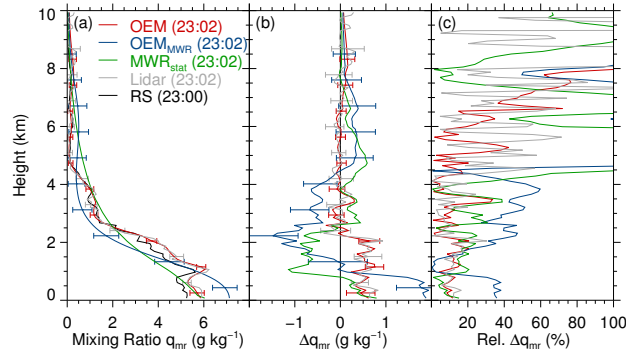 (a)
OEM (23:02)
OEM_MWR (23:02)
MWR_stat (23:02)
Lidar (23:02)
RS (23:00)
(b)
(c)
10
8
6
4
2
0
Height (km)
0 2 4 6
−1 0 1
0 20 40 60 80 100
Mixing Ratio q_mr (g kg⁻¹)
Δq_mr (g kg⁻¹)
Rel. Δq_mr (%)